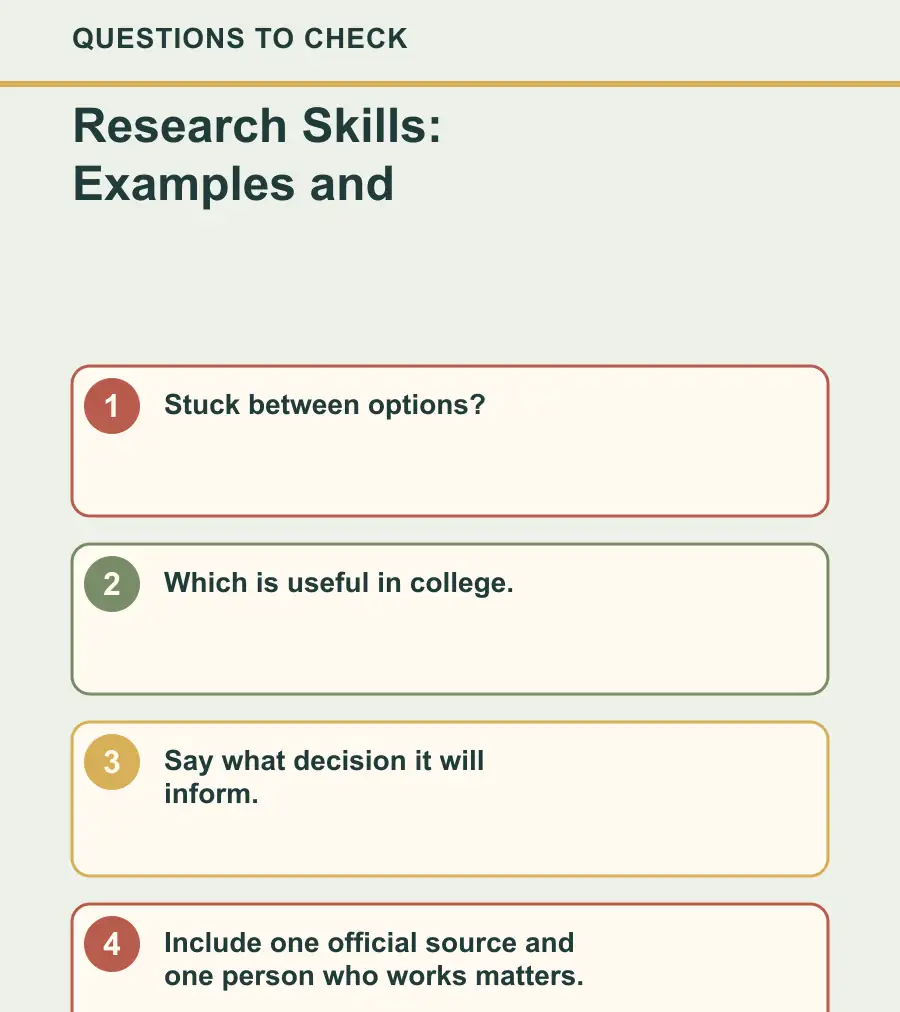 QUESTIONS TO CHECK
Research Skills:
Examples and
1
Stuck between options?
2
Which is useful in college.
3
Say what decision it will
inform.
4
Include one official source and
one person who works matters.